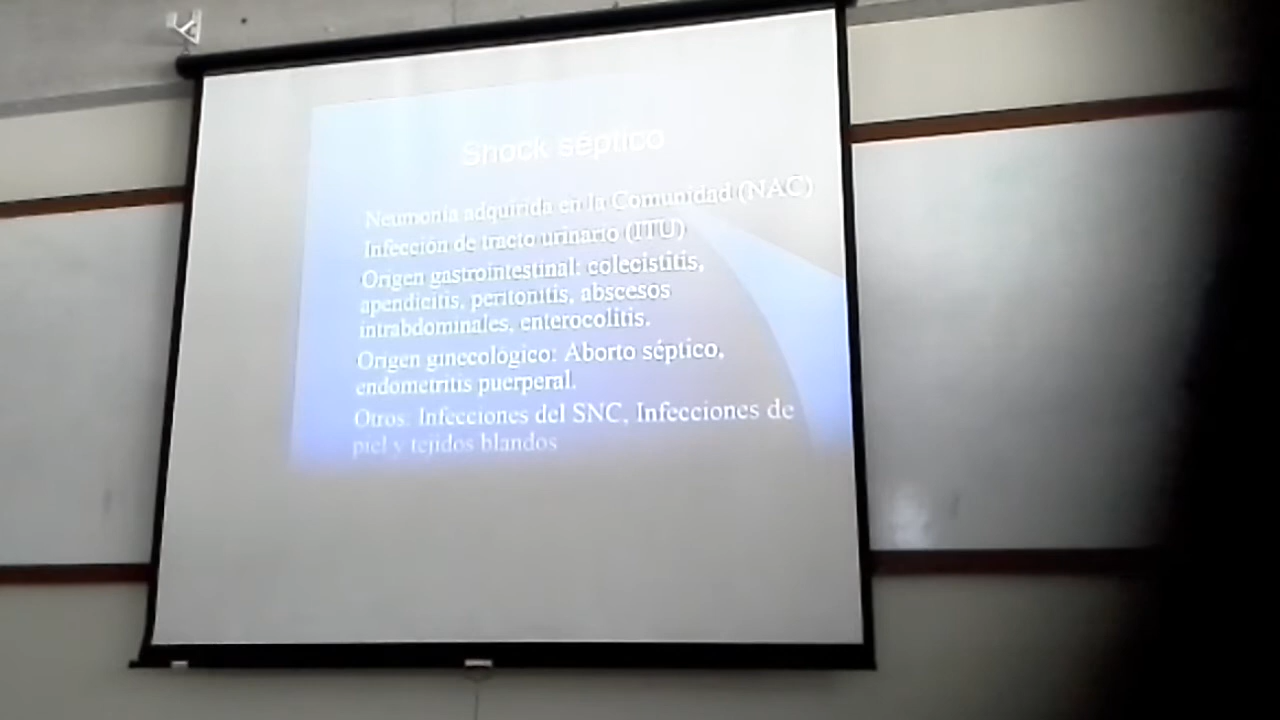 Shock séptico
Neumonía adquirida en la Comunidad (NAC)
Infección de tracto urinario (ITU)
Origen gastrointestinal: colecistitis,
apendicitis, peritonitis, abscesos
intrabdominales, enterocolitis.
Origen ginecológico: Aborto séptico,
endometritis puerperal.
Otros: Infecciones del SNC, Infecciones de
piel y tejidos blandos